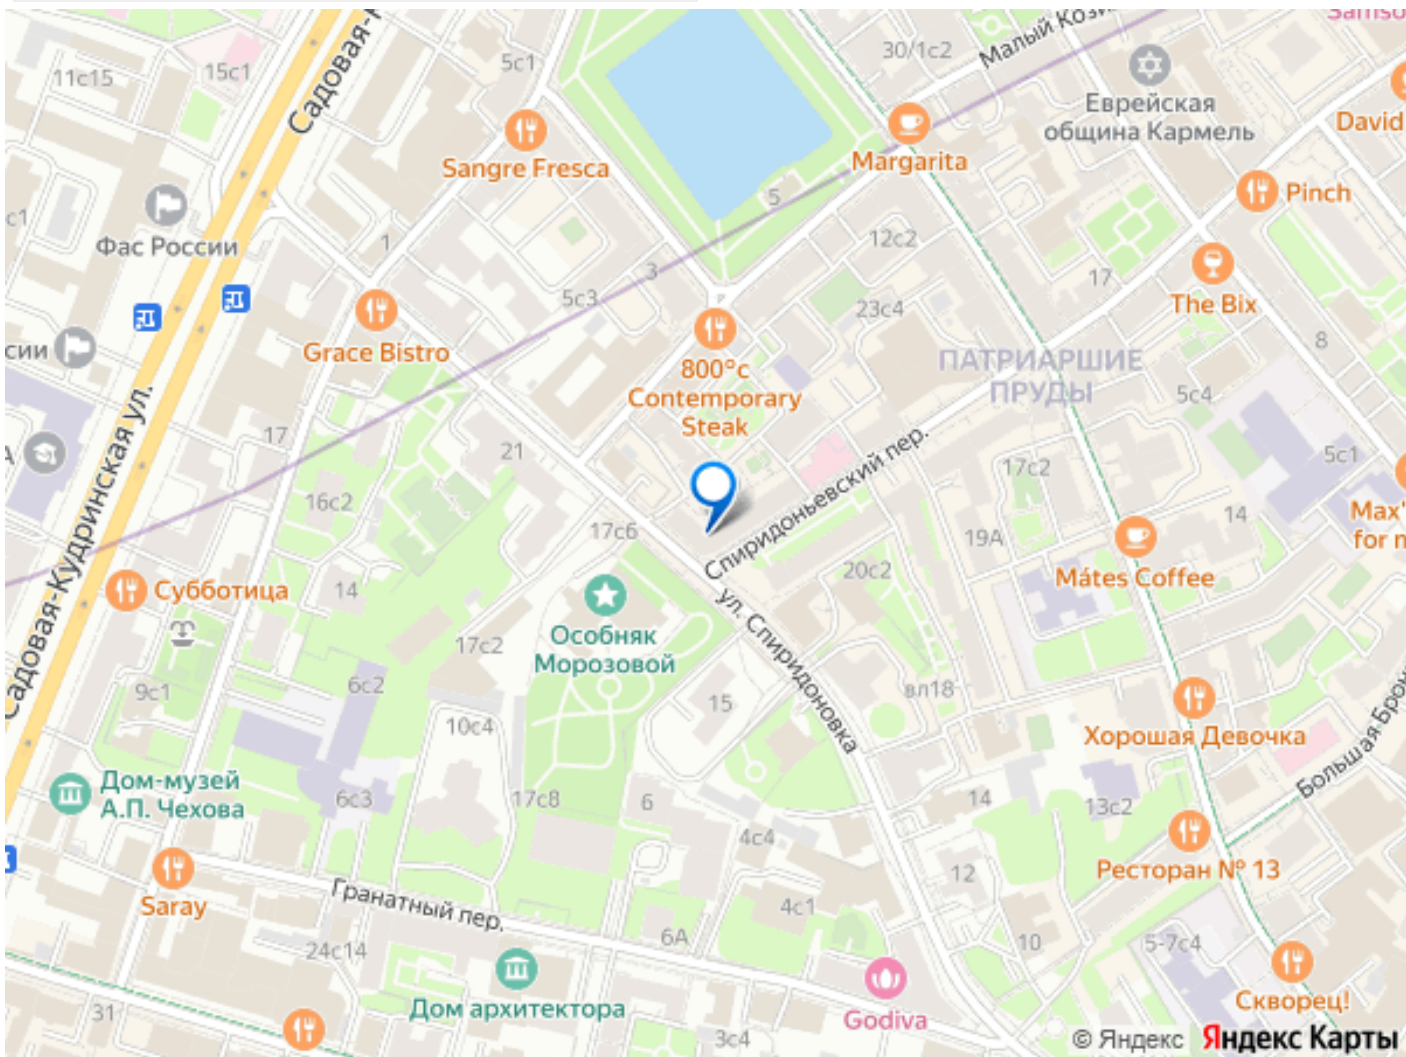 Samso
Малый Кози
30/1с2
5с1
15с1
11с15
Садовая-К
Еврейская
община Кармель
David
Margarita
Sangre Fresca
Pinch
5
с1
Фас России
1
12с2
3
17
5с3
The Bix
23с4
8
сии
Grace Bistro
ПАТРИАРШИЕ
ПРУДЫ
800°c
Contemporary
Steak
5с4
Садовая-Кудринская ул.
17
21
А
5с1
17с2
16с2
Спиридоньевский пер.
Max'
for n
14
17с6
19А
20с2
Mátes Coffee
Субботица
14
Особняк
Морозовой
ул. Спиридоновка
17с2
9с1
6с2
15
вл18
10с4
Хорошая Девочка
Большая Брон
Дом-музей
А.П. Чехова
6с3
17с8
6
14
13с2
4с4
Ресторан № 13
12
Saray
Гранатный пер.
4с1
6А
10
5-7с4
24с14
Дом архитектора
Godiva
Скворец!
31
3с4
© Яндекс Яндекс Карты